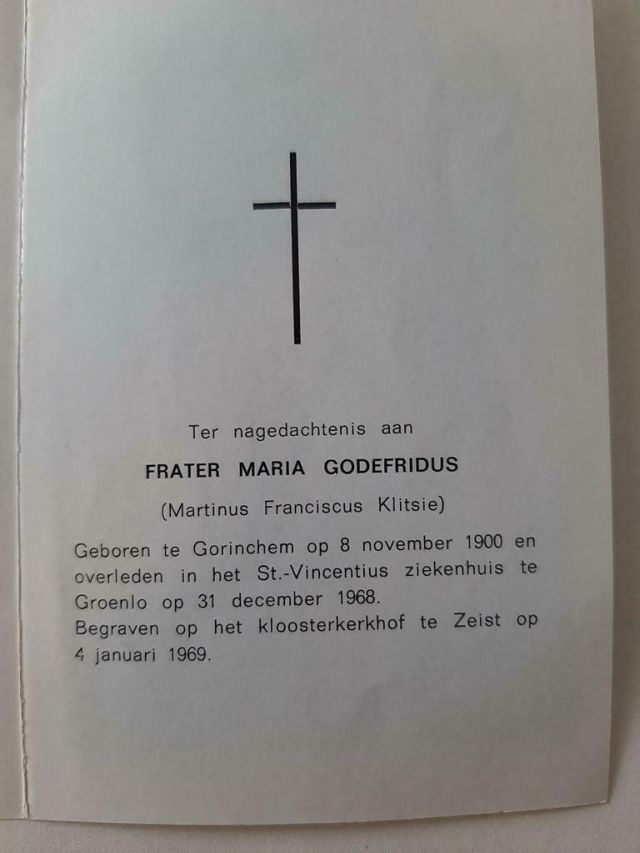 Ter nagedachtenis aan
FRATER MARIA GODEFRIDUS
(Martinus Franciscus Klitsie)
Geboren te Gorinchem op 8 november 1900 en
overleden in het St.-Vincentius ziekenhuis te
Groenlo op 31 december 1968.
Begraven op het kloosterkerkhof te Zeist op
4 januari 1969.